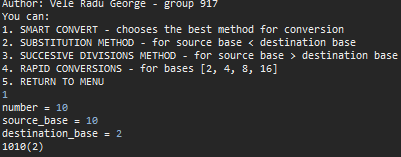 Author: Vele Radu George - group 917
You can:
1. SMART CONVERT - chooses the best method for conversion
2. SUBSTITUTION METHOD - for source base < destination base
3. SUCCESIVE DIVISIONS METHOD - for source base > destination base
4. RAPID CONVERSIONS - for bases [2, 4, 8, 16]
5. RETURN TO MENU
1
number = 10
source_base = 10
destination_base = 2
1010(2)